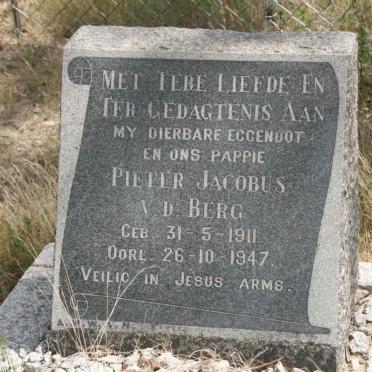 MET TERE LIEFDE EN
TER GEDAGTENIS AAN
MY DIERBARE EGGENOOT
EN ONS PAPPIE
PIETER JACOBUS
V.D. BERG
GEB. 31-5-1911
OORL. 26-10-1947.
VEILIG IN JESUS ARMS.